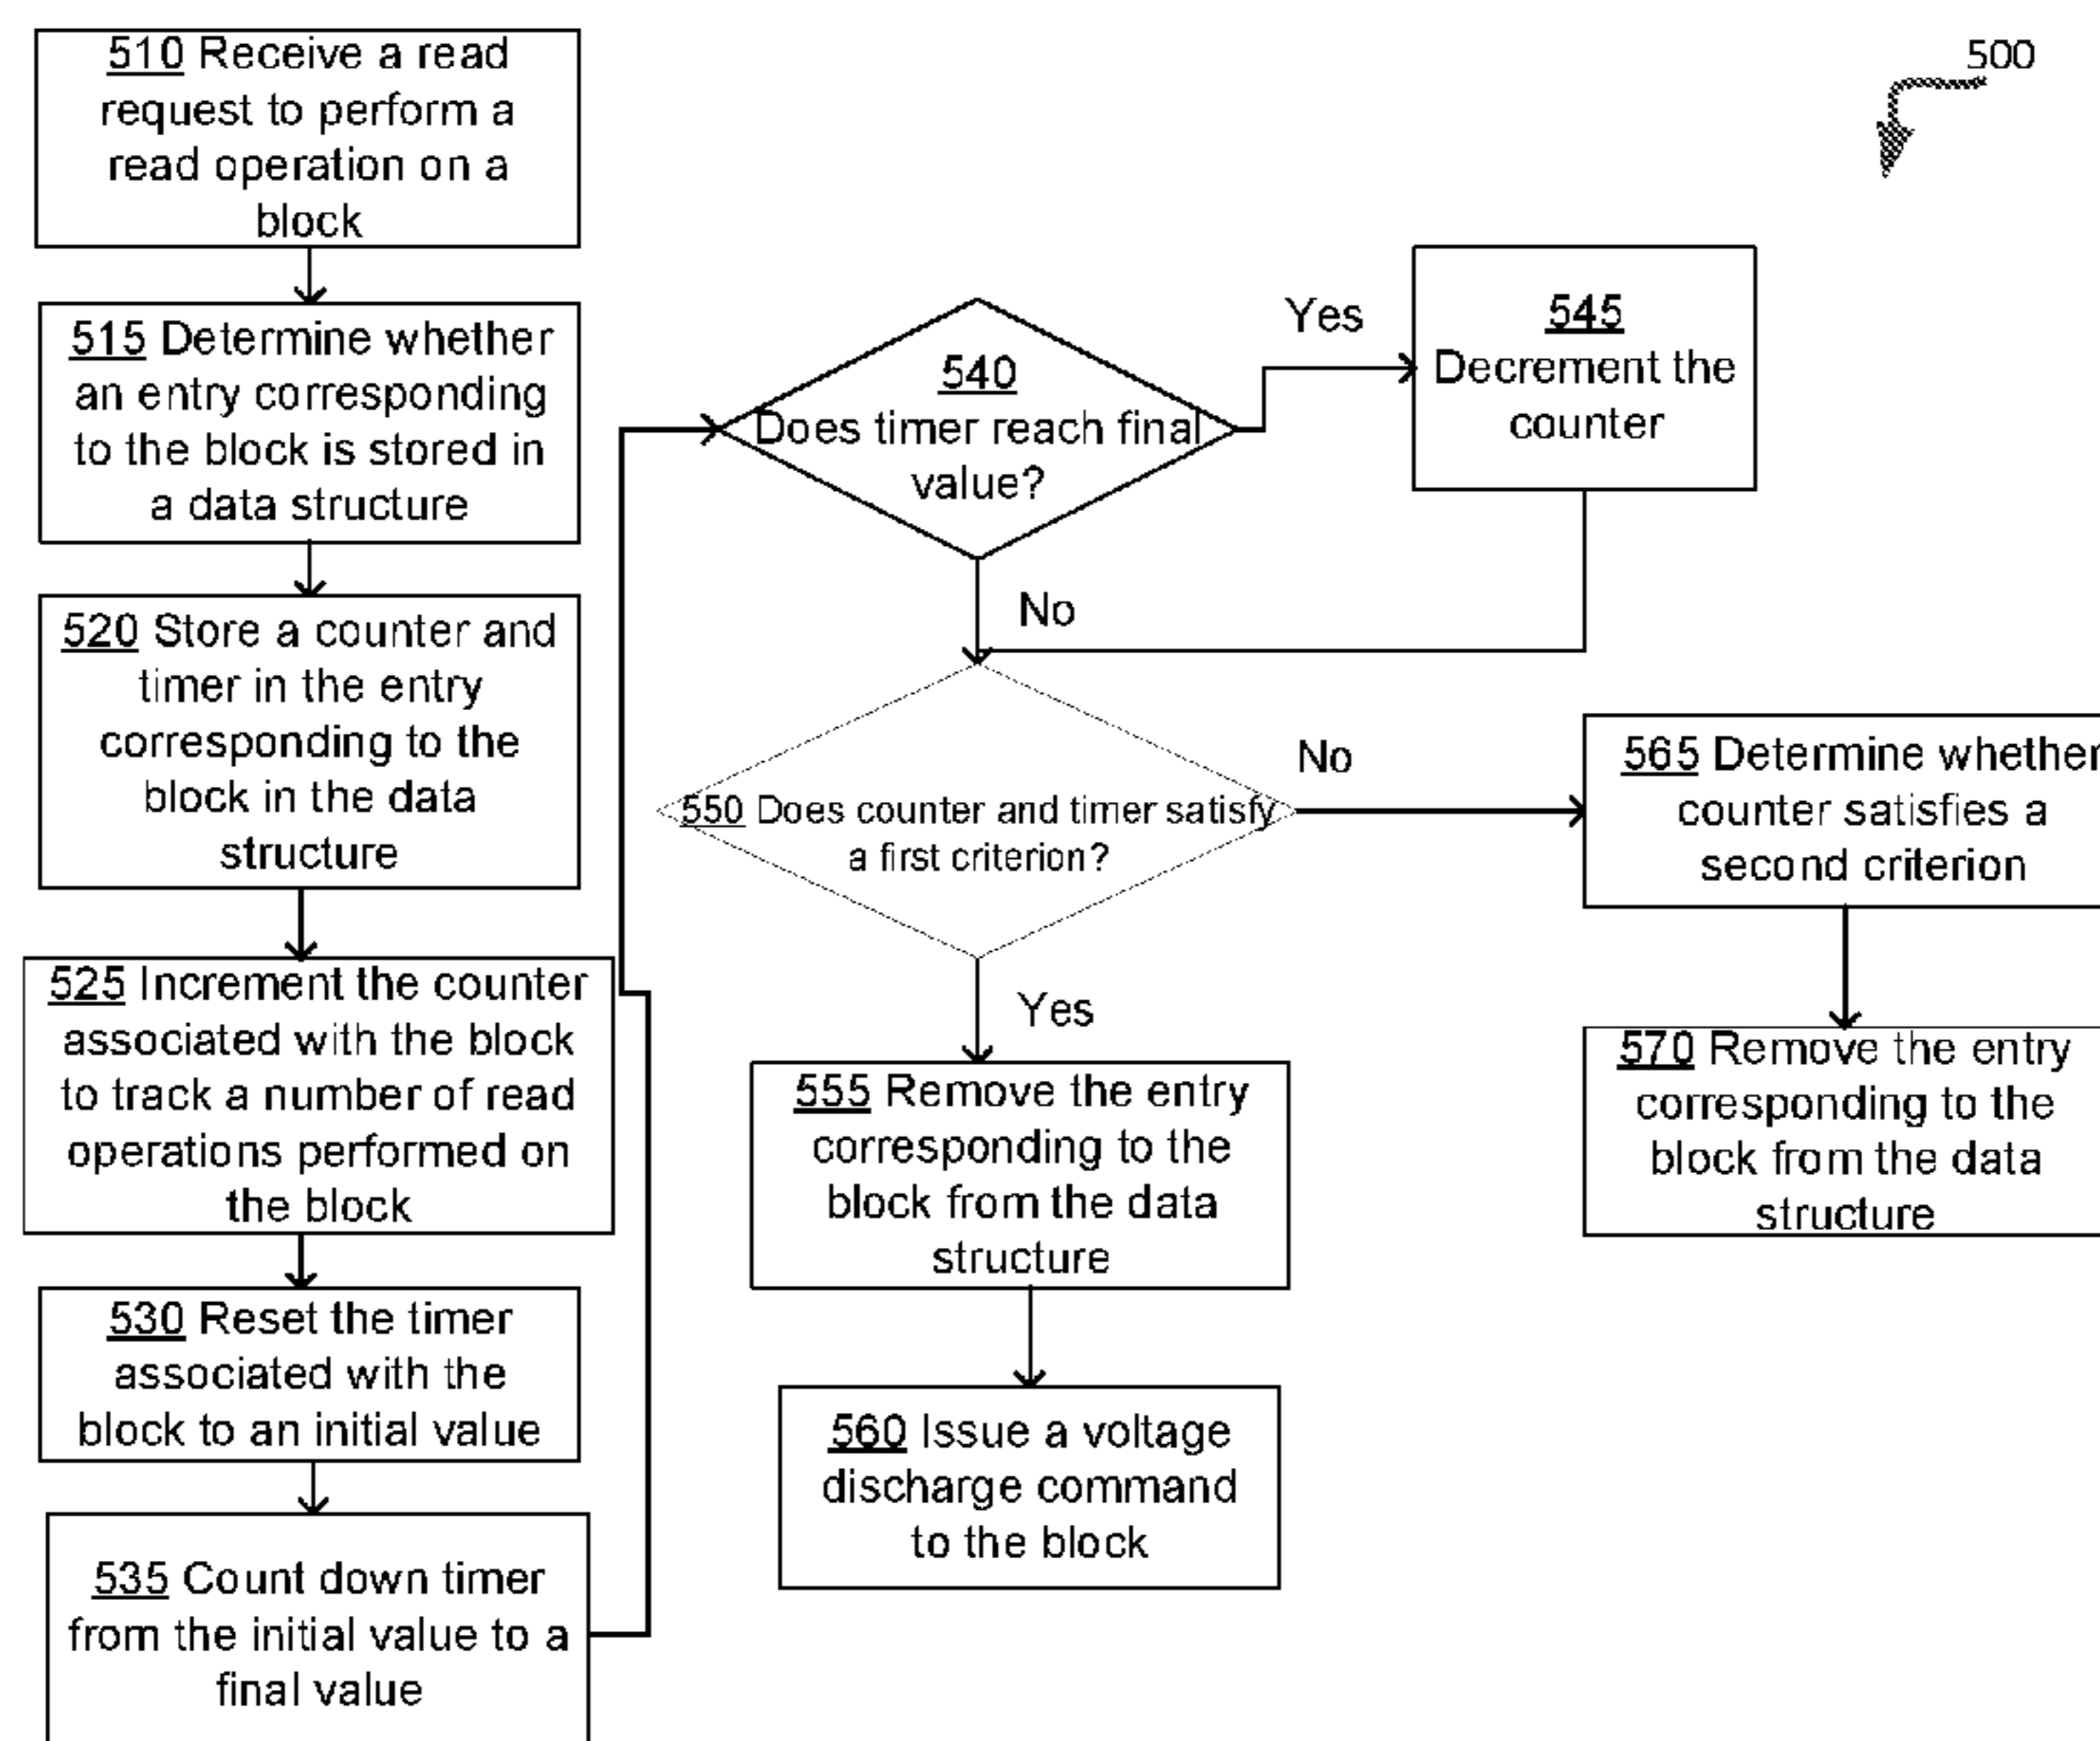 510 Receive a read
request to perform a
read operation on a
block
515 Determine whether
an entry corresponding
to the block is stored in
a data structure
520 Store a counter and
timer in the entry
corresponding to the
block in the data
structure
525 Increment the counter
associated with the block
to track a number of read
operations performed on
the block
530 Reset the timer
associated with the
block to an initial value
535 Count down timer
from the initial value to a
final value
540
Does timer reach final
value?
Yes
545
Decrement the
counter
No
550 Does counter and timer satisfy
a first criterion?
No
Yes
555 Remove the entry
corresponding to the
block from the data
structure
560 Issue a voltage
discharge command
to the block
565 Determine whether
counter satisfies a
second criterion
570 Remove the entry
corresponding to the
block from the data
structure
500